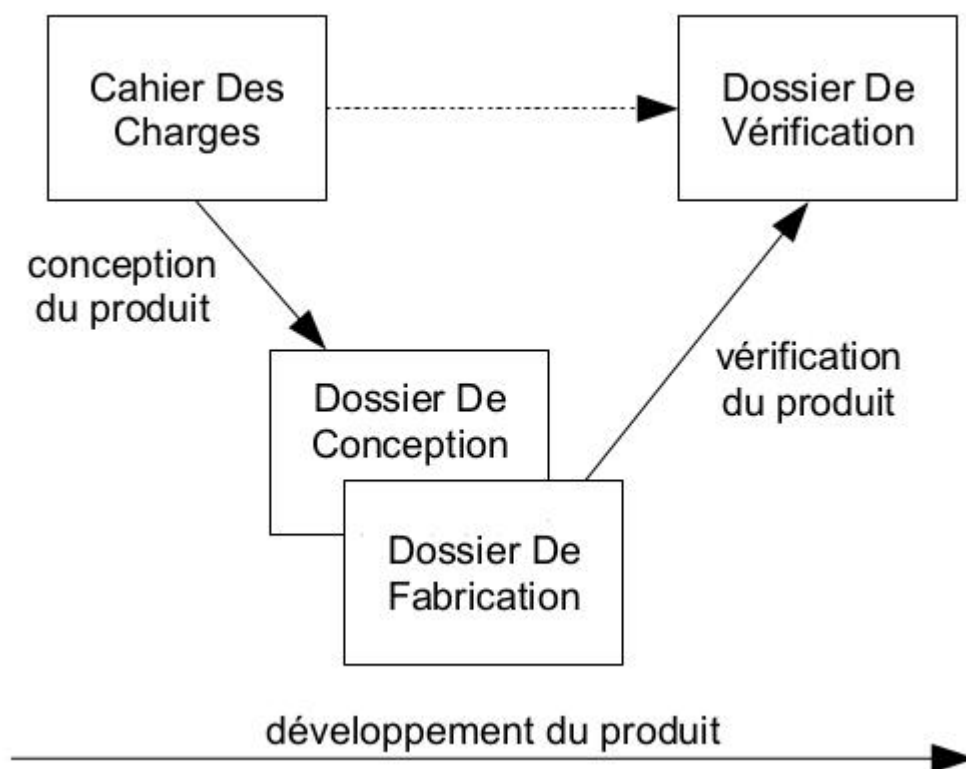 Cahier Des
Charges
Dossier De
Vérification
conception
du produit
Dossier De
Conception
vérification
du produit
Dossier De
Fabrication
développement du produit